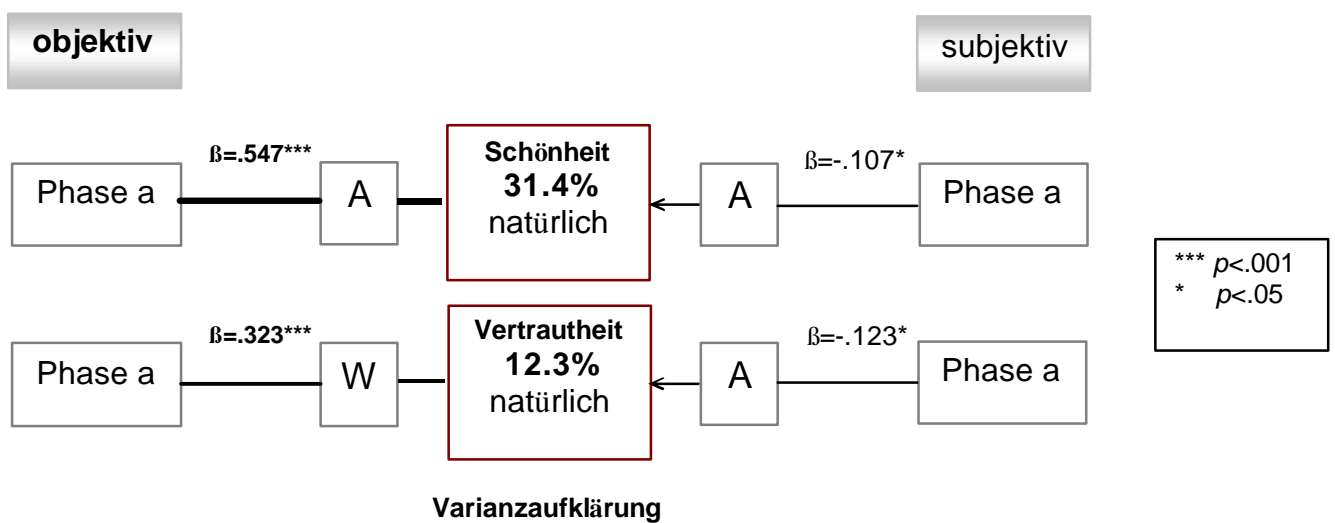 objektiv
subjektiv
ß=.547***
Schönheit
ß=-.107*
Phase a
A
31.4%
A
Phase a
natürlich
*** p<.001
* p<.05
ß=.323***
Vertrautheit
ß=-.123*
Phase a
W
12.3%
A
Phase a
natürlich
Varianzaufklärung